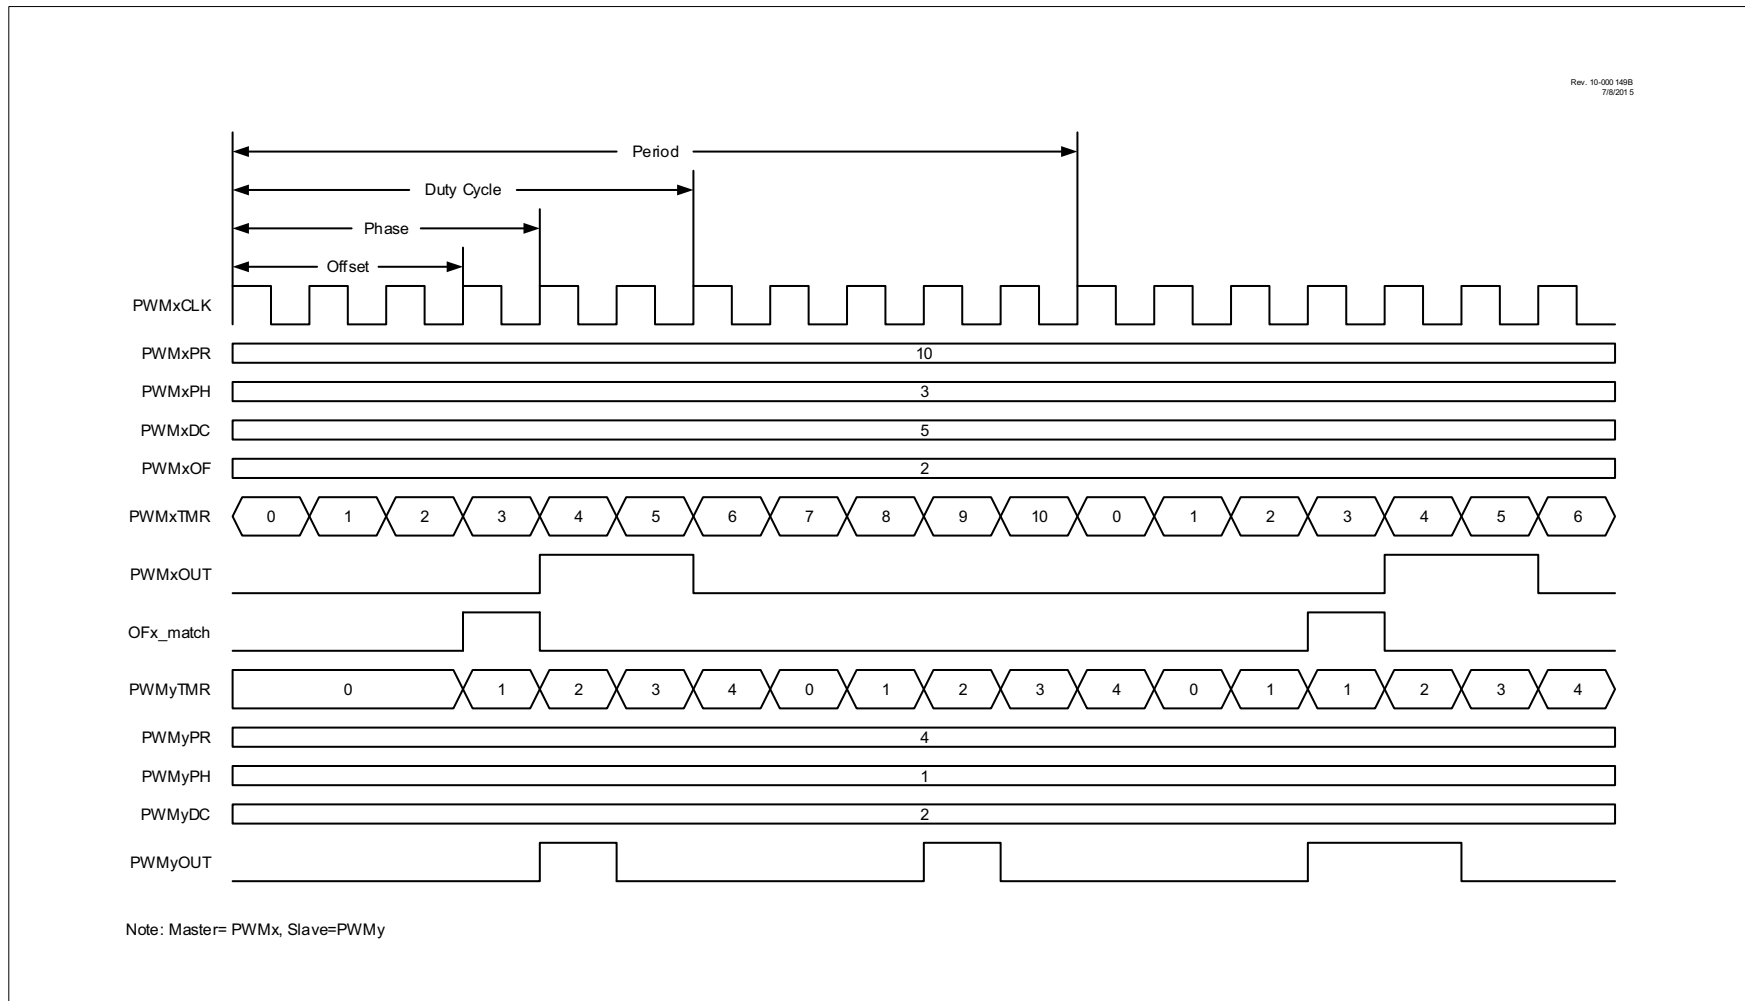 Rev. 10-000 149B
7/8/201 5
Period
Duty Cycle
Phase
Offset
PWMxCLK
PWMxPR 10
PWMxPH 3
PWMxDC 5
PWMxOF 2
PWMxTMR 0 1 2 3 4 5 6 7 8 9 10 0 1 2 3 4 5 6
PWMxOUT
OFx_match
PWMyTMR 0 1 2 3 4 0 1 2 3 4 0 1 1 2 3 4
PWMyPR 4
PWMyPH 1
PWMyDC 2
PWMyOUT
Note: Master= PWMx, Slave=PWMy